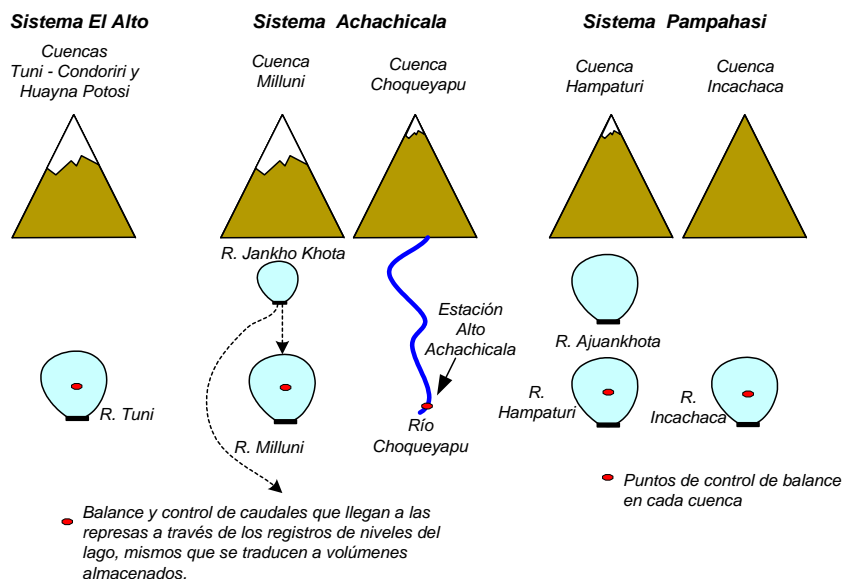 Sistema El Alto
Sistema Achachicala
Sistema Pampahasi
Cuencas
Tuni - Condoriri y
Huayna Potosi
Cuenca
Milluni
Cuenca
Choqueyapu
Cuenca
Hampaturi
Cuenca
Incachaca
R. Jankho Khota
Estación
Alto
Achachicala
R. Ajuankhota
R. Tuni
R. Milluni
Río
Choqueyapu
R.
Hampaturi
R.
Incachaca
Puntos de control de balance
en cada cuenca
Balance y control de caudales que llegan a las
represas a través de los registros de niveles del
lago, mismos que se traducen a volúmenes
almacenados.